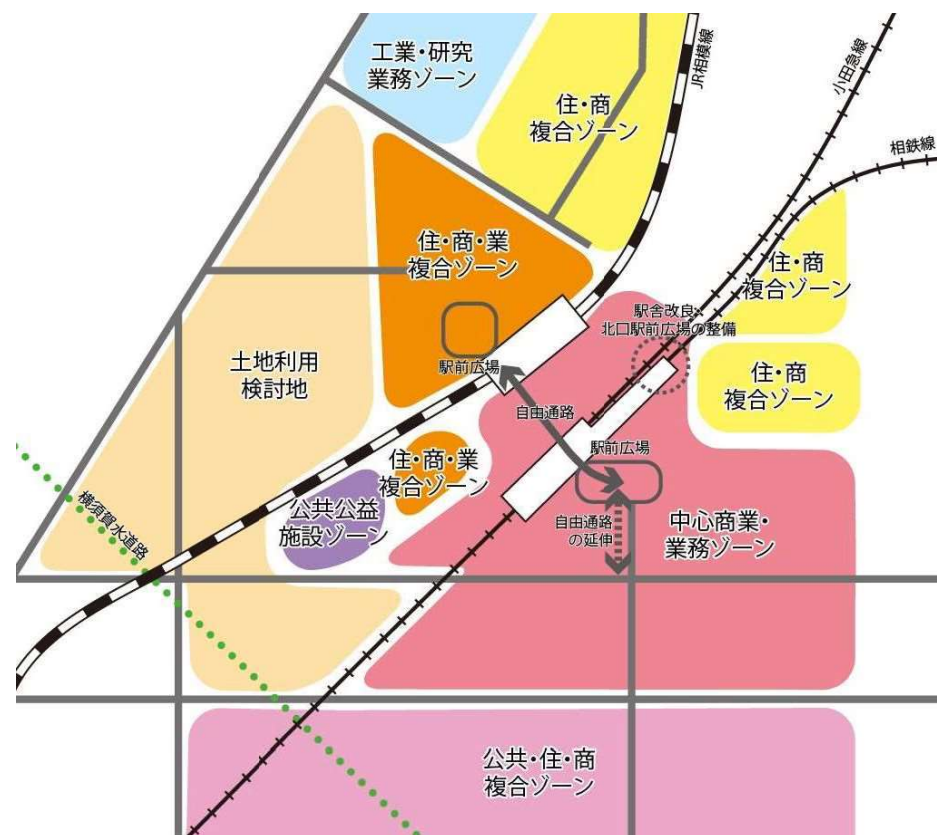 工業・研究
業務ゾーン
住・商
複合ゾーン
JR相模線
小田急線
相鉄線
住・商・業
複合ゾーン
住・商
複合ゾーン
駅舎改良・
北口駅前広場の整備
土地利用
検討地
駅前広場
住・商
複合ゾーン
自由通路
駅前広場
住・商・業
複合ゾーン
公共公益
施設ゾーン
横須賀水道路
自由通路
の延伸
中心商業・
業務ゾーン
公共・住・商
複合ゾーン